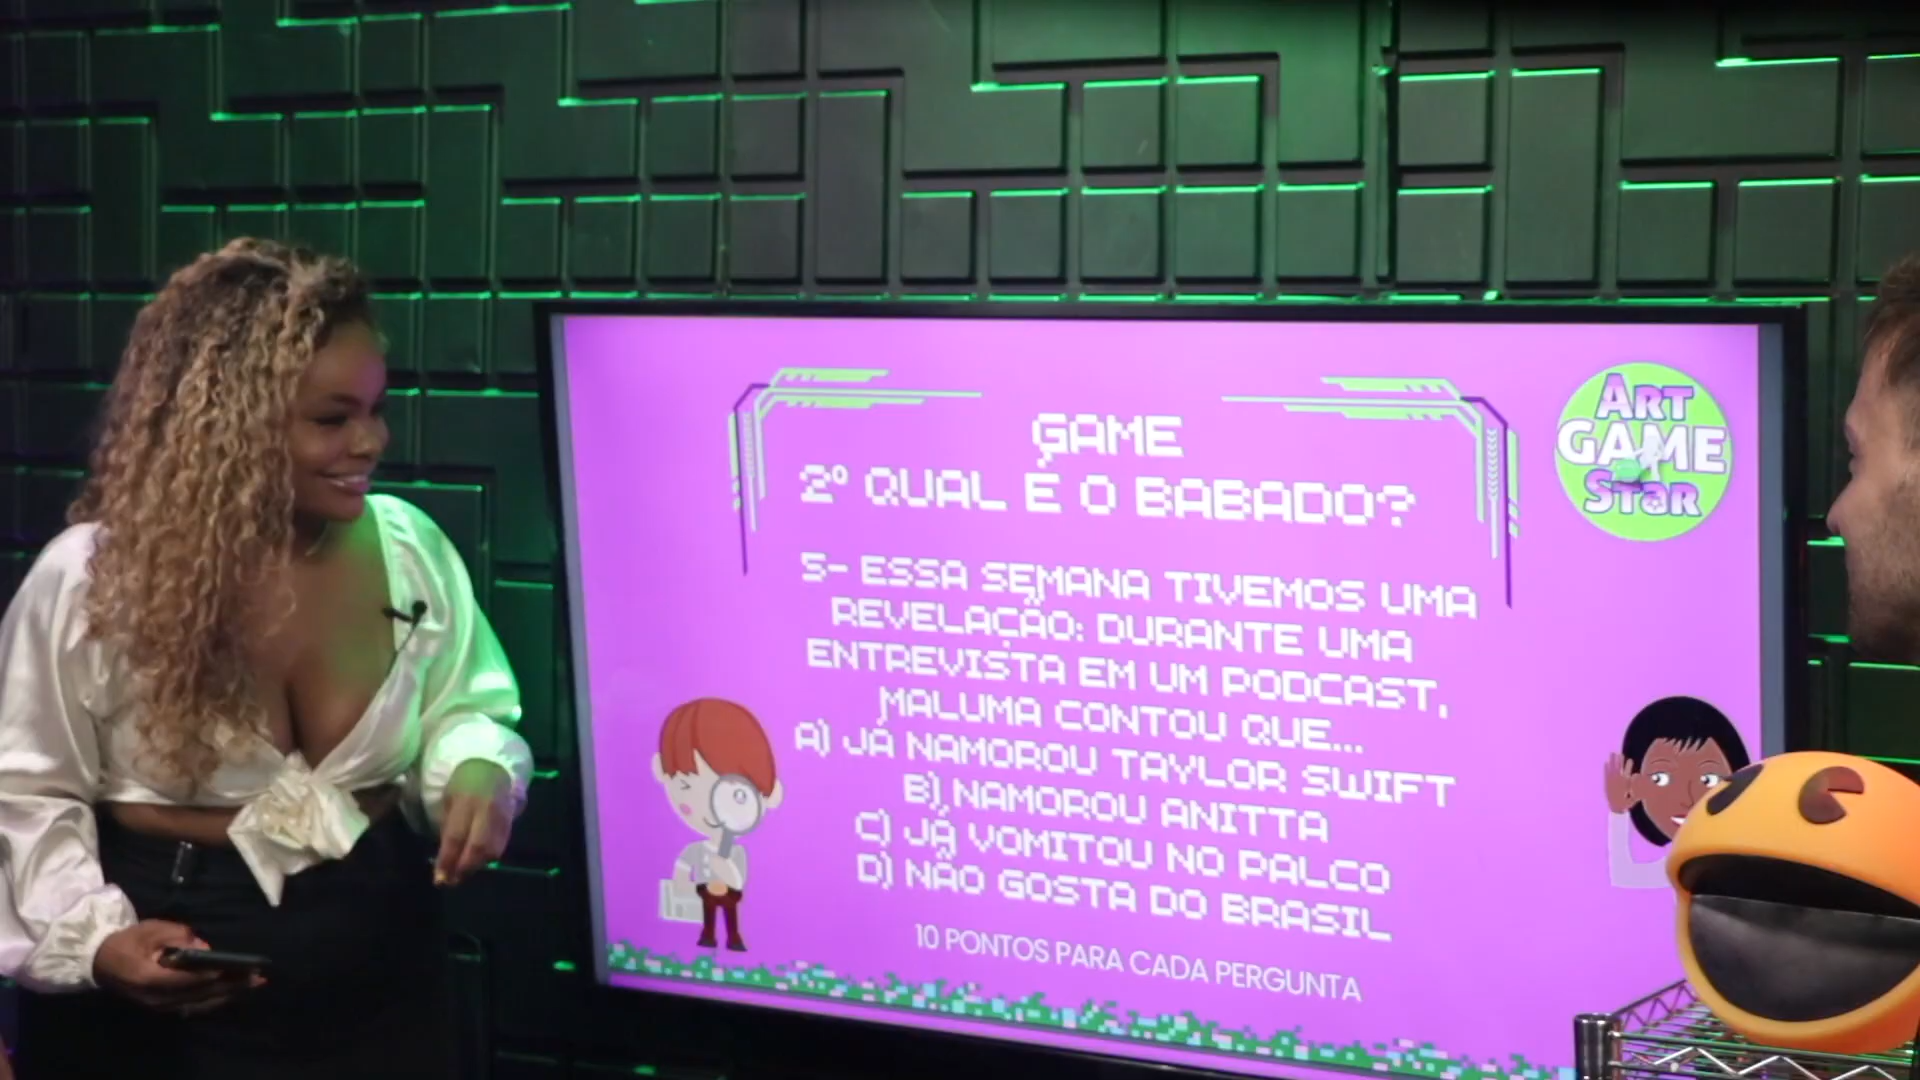 GAME
2º QUAL É O BABADO?
ART
GAME
STaR
5- ESSA SEMANA TIVEMOS UMA
REVELAÇÃO: DURANTE UMA
ENTREVISTA EM UM PODCAST,
MALUMA CONTOU QUE...
A) JÁ NAMOROU TAYLOR SWIFT
B) NAMOROU ANITTA
C) JÁ VOMITOU NO PALCO
D) NÃO GOSTA DO BRASIL
10 PONTOS PARA CADA PERGUNTA